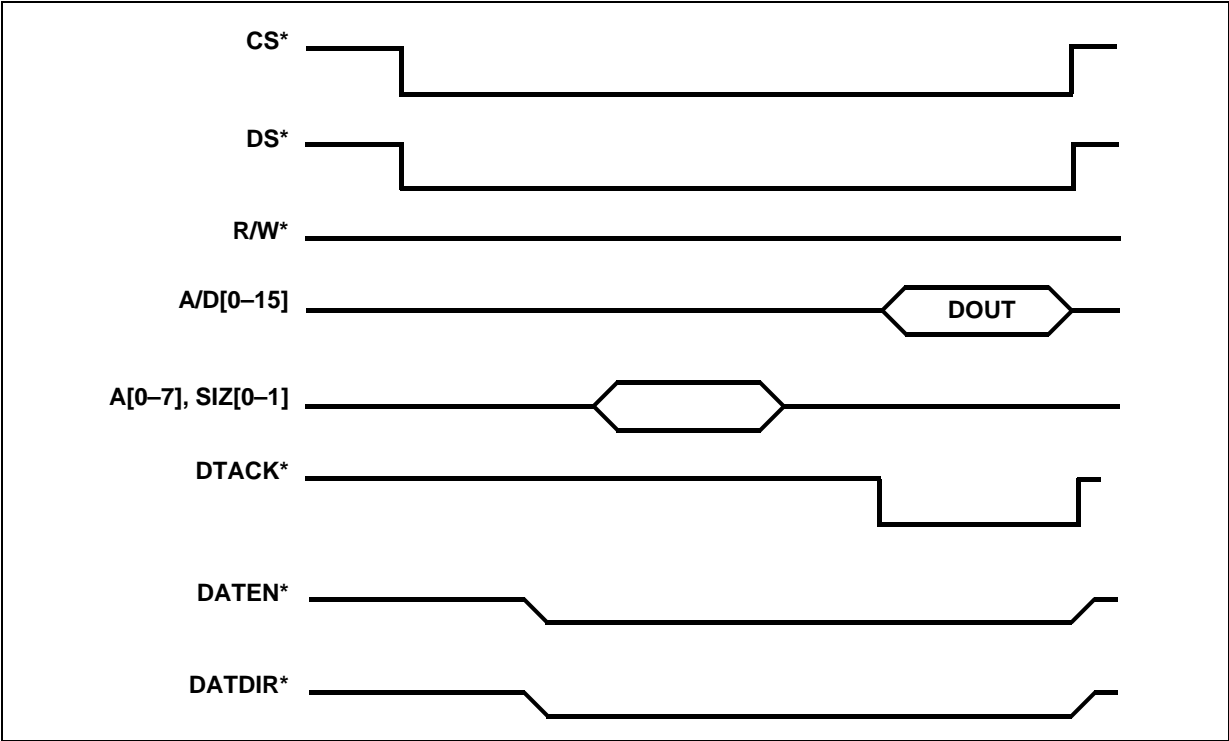 CS*
DS*
R/W*
A/D[0–15]
DOUT
A[0–7], SIZ[0–1]
DTACK*
DATEN*
DATDIR*